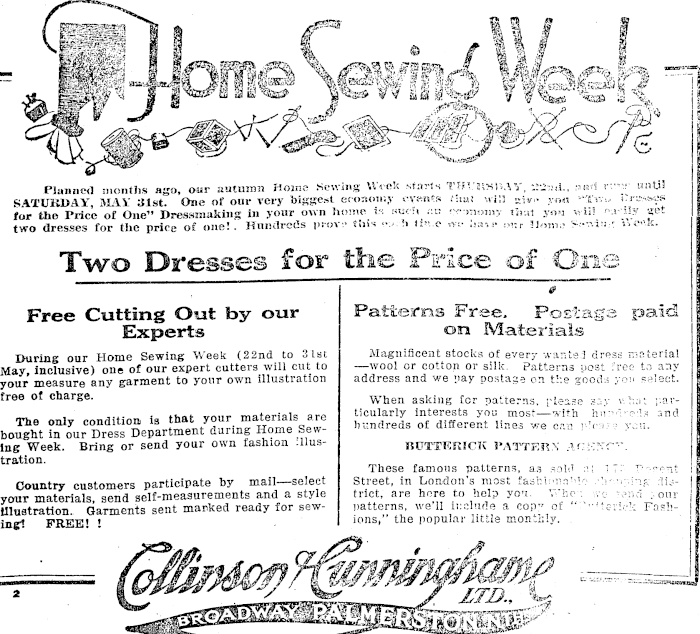 Home Sewing Week
Planned months ago, our autumn Home Sewing Week starts THURSDAY, 22nd., and runs until
SATURDAY, MAY 31st. One of our very biggest economy events that will give you "Two Dresses
for the Price of One" Dressmaking in your own home is such an economy that you will easily get
two dresses for the price of one!. Hundreds prove this each time we have our Home Sewing Week.
Two Dresses for the Price of One
Free Cutting Out by our
Experts
During our Home Sewing Week (22nd to 31st
May, inclusive) one of our expert cutters will cut to
your measure any garment to your own illustration
free of charge.
The only condition is that your materials are
bought in our Dress Department during Home Sew-
ing Week. Bring or send your own fashion illus-
tration.
Country customers participate by mail—select
your materials, send self-measurements and a style
illustration. Garments sent marked ready for sew-
ing! FREE! !
Patterns Free. Postage paid
on Materials
Magnificent stocks of every wanted dress material
—wool or cotton or silk. Patterns post free to any
address and we pay postage on the goods you select.
When asking for patterns, please say what par-
ticularly interests you most—with hundreds and
hundreds of different lines we can please you.
BUTTERICK PATTERN AGENCY.
These famous patterns, as sold at Regent
Street, in London's most fashionable shopping dis-
trict, are here to help you. When we send your
patterns, we'll include a copy of "Butterick Fash-
ions," the popular little monthly.
Collinson & Cunninghame
LTD.,
BROADWAY PALMERSTON NTH
2